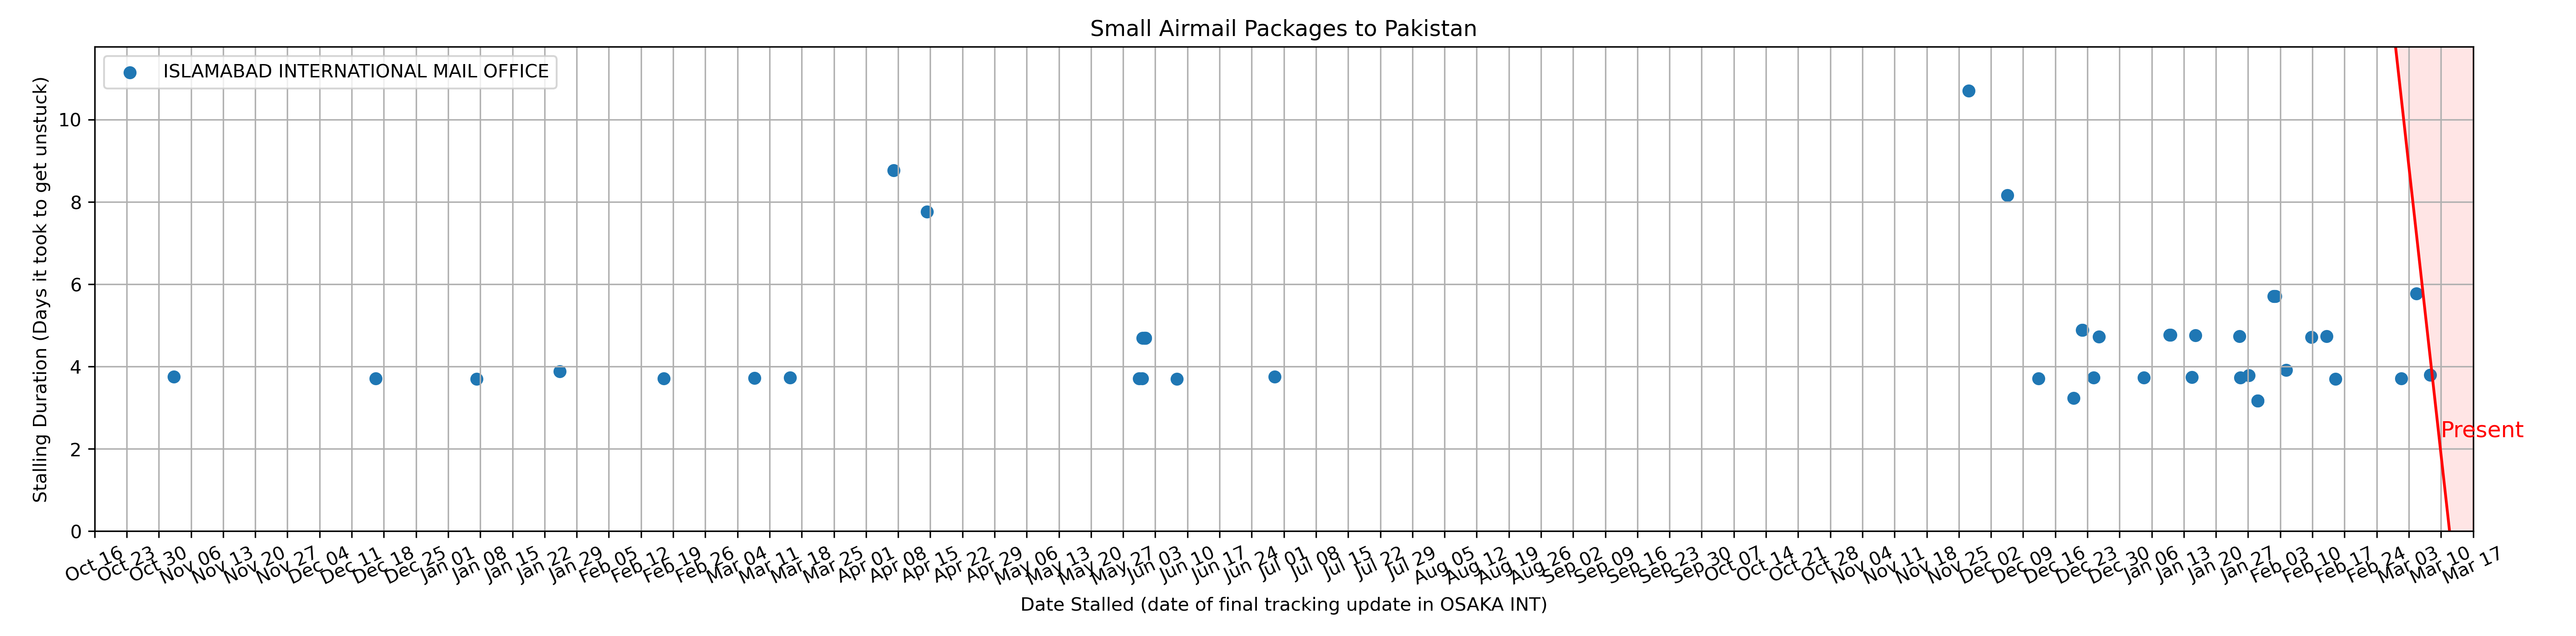 Small Airmail Packages to Pakistan
ISLAMABAD INTERNATIONAL MAIL OFFICE
Stalling Duration (Days it took to get unstuck)
10
8
6
4
2
0
Present
Oct 16
Oct 23
Oct 30
Nov 06
Nov 13
Nov 20
Nov 27
Dec 04
Dec 11
Dec 18
Dec 25
Jan 01
Jan 08
Jan 15
Jan 22
Jan 29
Feb 05
Feb 12
Feb 19
Feb 26
Mar 04
Mar 11
Mar 18
Mar 25
Apr 01
Apr 08
Apr 15
Apr 22
Apr 29
May 06
May 13
May 20
May 27
Jun 03
Jun 10
Jun 17
Jun 24
Jul 01
Jul 08
Jul 15
Jul 22
Jul 29
Aug 05
Aug 12
Aug 19
Aug 26
Sep 02
Sep 09
Sep 16
Sep 23
Sep 30
Oct 07
Oct 14
Oct 21
Oct 28
Nov 04
Nov 11
Nov 18
Nov 25
Dec 02
Dec 09
Dec 16
Dec 23
Dec 30
Jan 06
Jan 13
Jan 20
Jan 27
Feb 03
Feb 10
Feb 17
Feb 24
Mar 03
Mar 10
Mar 17
Date Stalled (date of final tracking update in OSAKA INT)